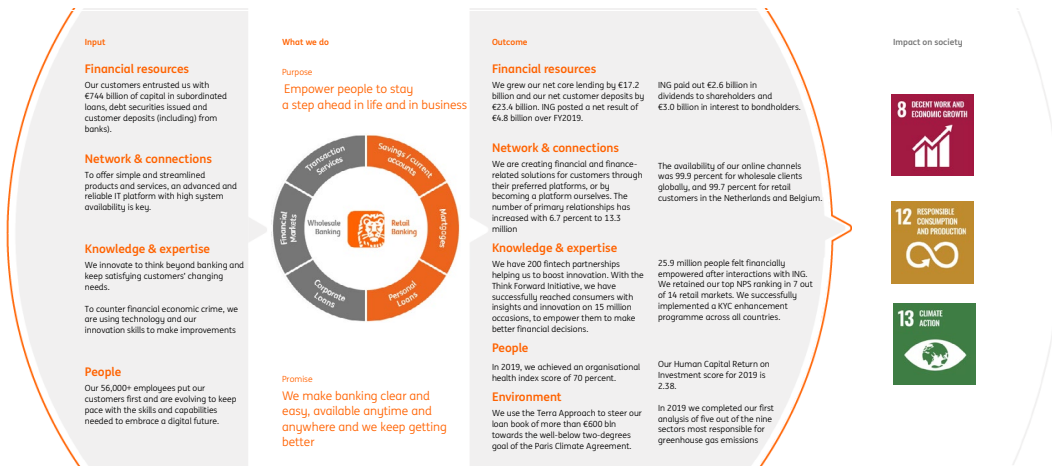 Input
Financial resources
Our customers entrusted us with
€744 billion of capital in subordinated
loans, debt securities issued and
customer deposits (including) from
banks).
Network & connections
To offer simple and streamlined
products and services, an advanced and
reliable IT platform with high system
availability is key.
Knowledge & expertise
We innovate to think beyond banking and
keep satisfying customers' changing
needs.
To counter financial economic crime, we
are using technology and our
innovation skills to make improvements
People
Our 56,000+ employees put our
customers first and are evolving to keep
pace with the skills and capabilities
needed to embrace a digital future.
What we do
Purpose
Empower people to stay
a step ahead in life and in business
Transaction
Services
Savings / current
accounts
Financial
Markets
Wholesale
Banking
Retail
Banking
Mortgages
Corporate
Loans
Personal
Loans
Promise
We make banking clear and
easy, available anytime and
anywhere and we keep getting
better
Outcome
Financial resources
We grew our net core lending by €17.2
billion and our net customer deposits by
€23.4 billion. ING posted a net result of
€4.8 billion over FY2019.
ING paid out €2.6 billion in
dividends to shareholders and
€3.0 billion in interest to bondholders.
Network & connections
We are creating financial and finance-
related solutions for customers through
their preferred platforms, or by
becoming a platform ourselves. The
number of primary relationships has
increased with 6.7 percent to 13.3
million
The availability of our online channels
was 99.9 percent for wholesale clients
globally, and 99.7 percent for retail
customers in the Netherlands and Belgium.
Knowledge & expertise
We have 200 fintech partnerships
helping us to boost innovation. With the
Think Forward Initiative, we have
successfully reached consumers with
insights and innovation on 15 million
occasions, to empower them to make
better financial decisions.
25.9 million people felt financially
empowered after interactions with ING.
We retained our top NPS ranking in 7 out
of 14 retail markets. We successfully
implemented a KYC enhancement
programme across all countries.
People
In 2019, we achieved an organisational
health index score of 70 percent.
Our Human Capital Return on
Investment score for 2019 is
2.38.
Environment
We use the Terra Approach to steer our
loan book of more than €600 bln
towards the well-below two-degrees
goal of the Paris Climate Agreement.
In 2019 we completed our first
analysis of five out of the nine
sectors most responsible for
greenhouse gas emissions
Impact on society
8 DECENT WORK AND
ECONOMIC GROWTH
12 RESPONSIBLE
CONSUMPTION
AND PRODUCTION
13 CLIMATE
ACTION